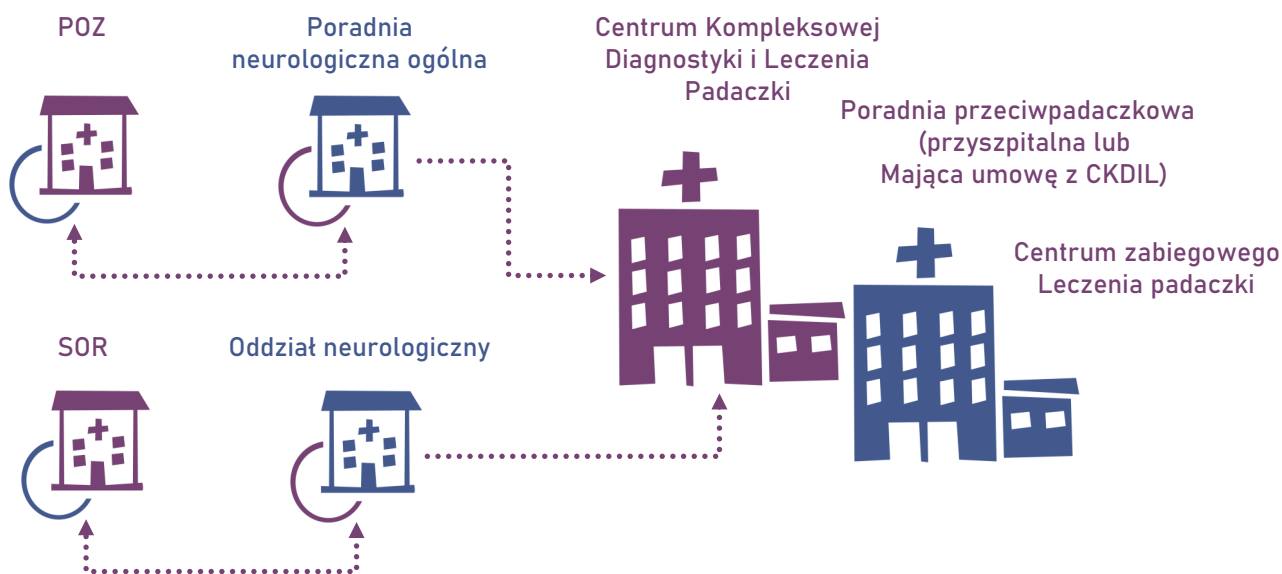 POZ
Poradnia
neurologiczna ogólna
Centrum Kompleksowej
Diagnostyki i Leczenia
Padaczki
Poradnia przeciwpadaczkowa
(przyszpitalna lub
Mająca umowę z CKDIL)
Centrum zabiegowego
Leczenia padaczki
SOR
Oddział neurologiczny